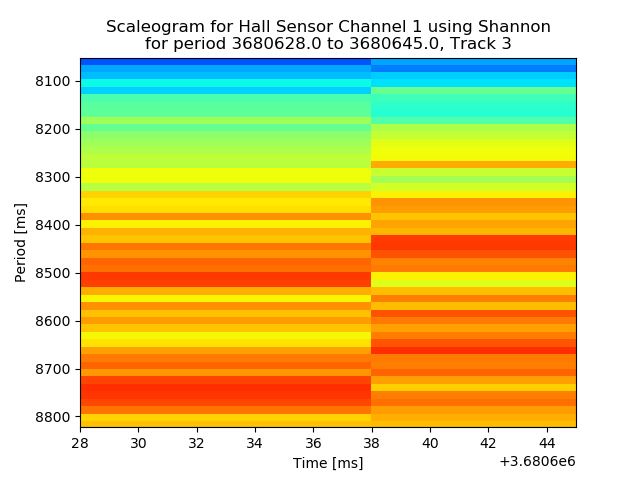 Scaleogram for Hall Sensor Channel 1 using Shannon
for period 3680628.0 to 3680645.0, Track 3
8100
8200
8300
8400
8500
8600
8700
8800
Period [ms]
28 30 32 34 36 38 40 42 44
Time [ms]
+3.6806e6